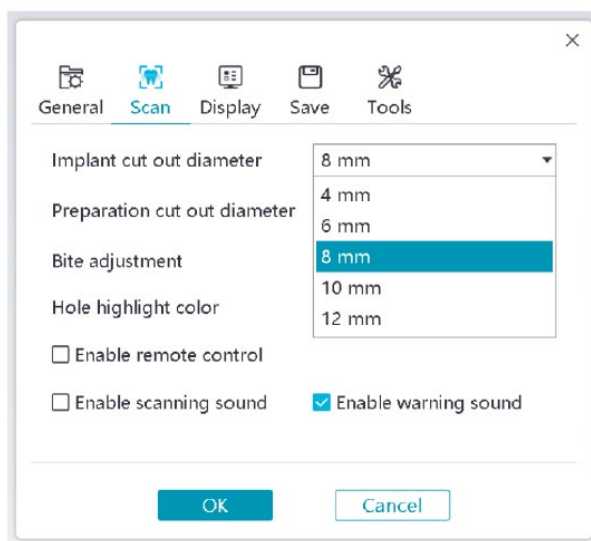 General Scan Display Save Tools
Implant cut out diameter 8 mm
4 mm
Preparation cut out diameter
6 mm
Bite adjustment 8 mm
10 mm
Hole highlight color
12 mm
Enable remote control
Enable scanning sound Enable warning sound
OK Cancel